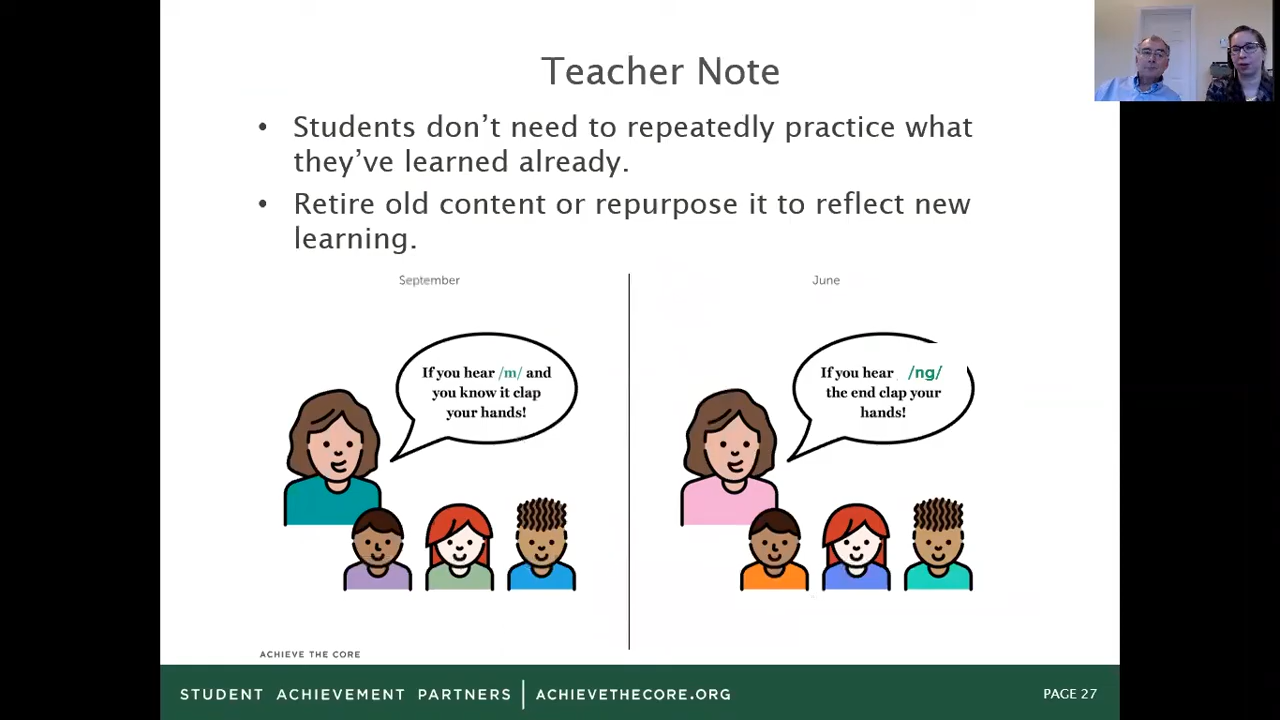 Teacher Note
• Students don’t need to repeatedly practice what
they’ve learned already.
• Retire old content or repurpose it to reflect new
learning.
September
If you hear /m/ and
you know it clap
your hands!
June
If you hear /ng/
the end clap your
hands!
ACHIEVE THE CORE
STUDENT ACHIEVEMENT PARTNERS | ACHIEVETHECORE.ORG
PAGE 27